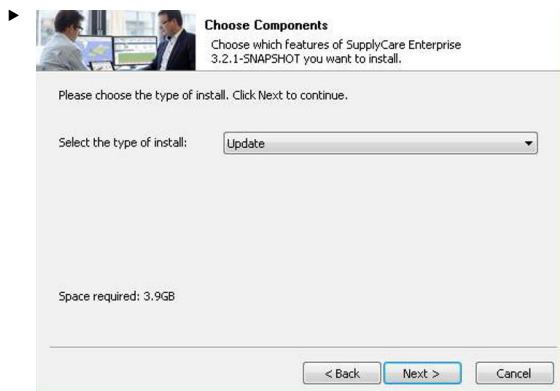 Choose Components
Choose which features of SupplyCare Enterprise
3.2.1-SNAPSHOT you want to install.
Please choose the type of install. Click Next to continue.
Select the type of install:
Update
Space required: 3.9GB
< Back
Next >
Cancel